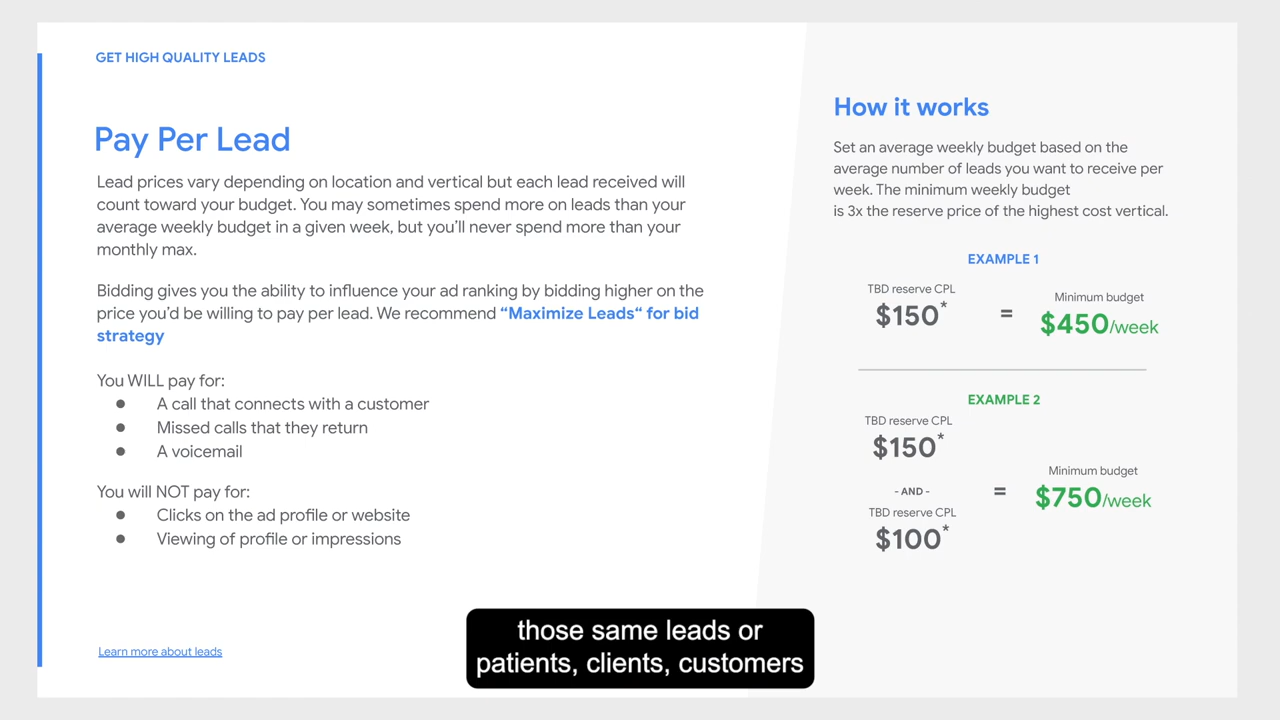 GET HIGH QUALITY LEADS
Pay Per Lead
Lead prices vary depending on location and vertical but each lead received will
count toward your budget. You may sometimes spend more on leads than your
average weekly budget in a given week, but you’ll never spend more than your
monthly max.
Bidding gives you the ability to influence your ad ranking by bidding higher on the
price you’d be willing to pay per lead. We recommend “Maximize Leads“ for bid
strategy
You WILL pay for:
● A call that connects with a customer
● Missed calls that they return
● A voicemail
You will NOT pay for:
● Clicks on the ad profile or website
● Viewing of profile or impressions
Learn more about leads
How it works
Set an average weekly budget based on the
average number of leads you want to receive per
week. The minimum weekly budget
is 3x the reserve price of the highest cost vertical.
EXAMPLE 1
TBD reserve CPL
$150*
=
Minimum budget
$450/week
EXAMPLE 2
TBD reserve CPL
$150*
- AND -
TBD reserve CPL
$100*
=
Minimum budget
$750/week
those same leads or
patients, clients, customers